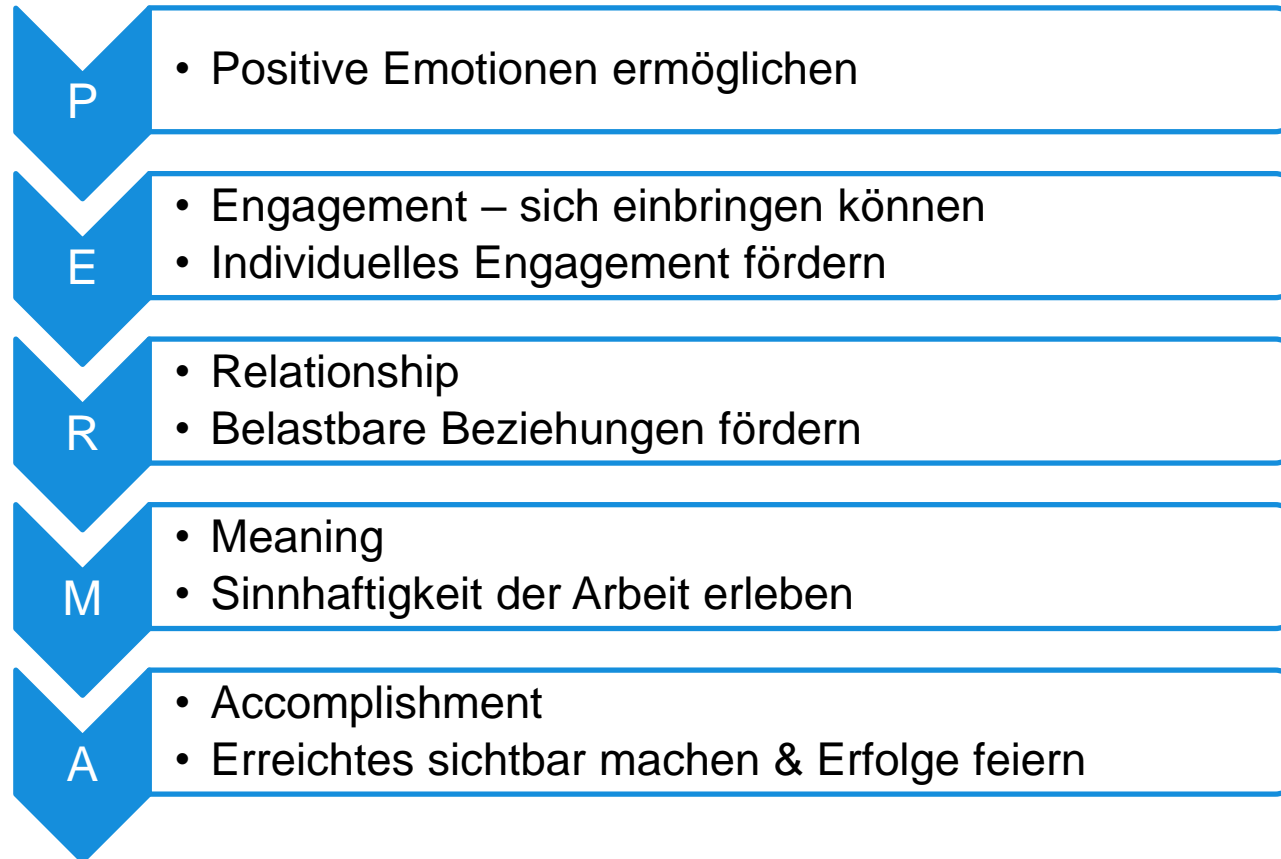 P
• Positive Emotionen ermöglichen
E
• Engagement – sich einbringen können
• Individuelles Engagement fördern
R
• Relationship
• Belastbare Beziehungen fördern
M
• Meaning
• Sinnhaftigkeit der Arbeit erleben
A
• Accomplishment
• Erreichtes sichtbar machen & Erfolge feiern